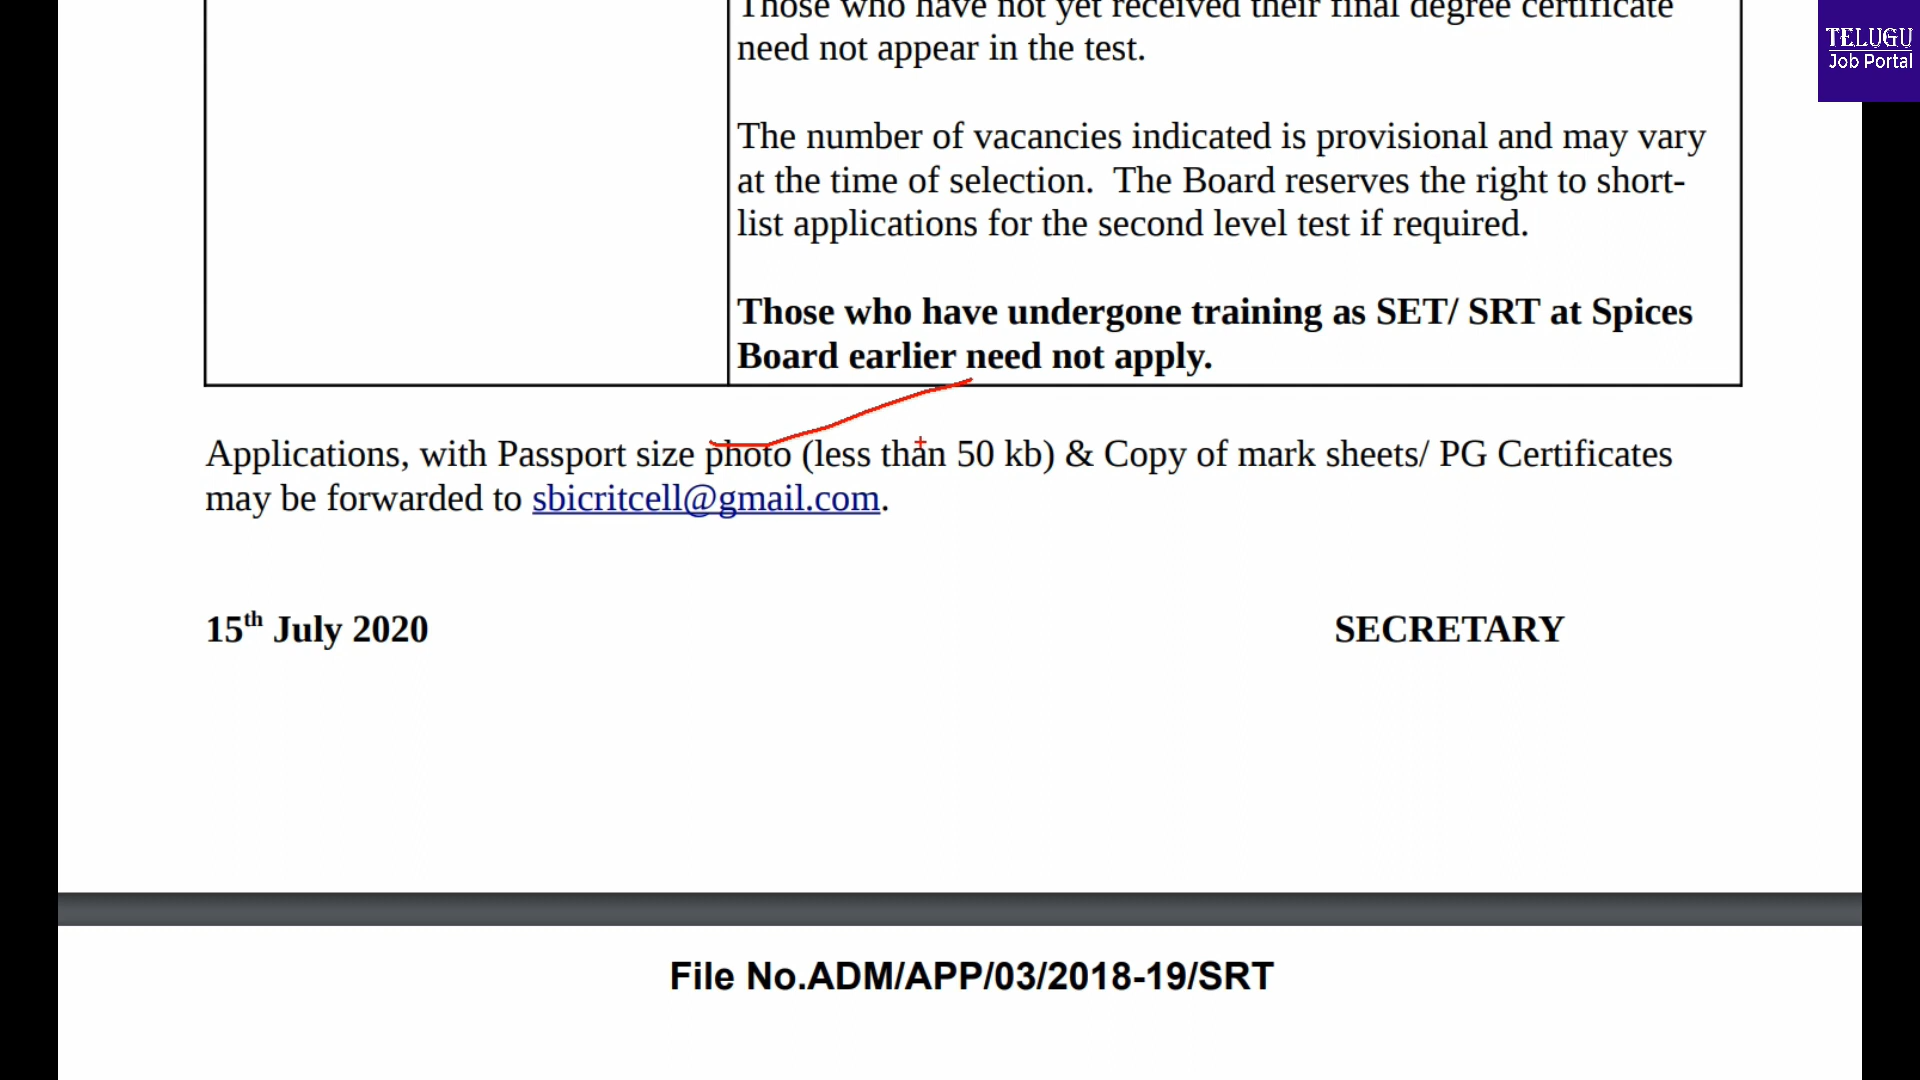 Those who have not yet received their final degree certificate
need not appear in the test.
The number of vacancies indicated is provisional and may vary
at the time of selection.  The Board reserves the right to short-
list applications for the second level test if required.
Those who have undergone training as SET/ SRT at Spices
Board earlier need not apply.
Applications, with Passport size photo (less than 50 kb) & Copy of mark sheets/ PG Certificates
may be forwarded to sbicritcell@gmail.com.
15th July 2020 SECRETARY
File No.ADM/APP/03/2018-19/SRT
TELUGU
Job Portal